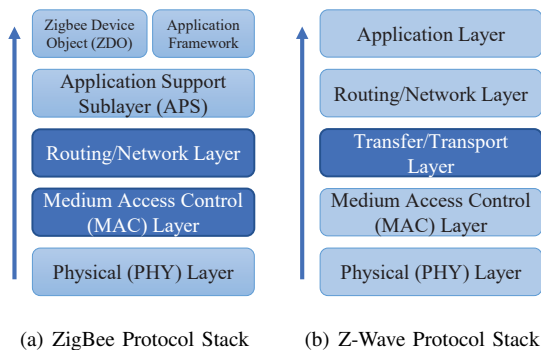 Zigbee Device
Object (ZDO)
Application
Framework
Application Support
Sublayer (APS)
Routing/Network Layer
Medium Access Control
(MAC) Layer
Physical (PHY) Layer
(a) ZigBee Protocol Stack
Application Layer
Routing/Network Layer
Transfer/Transport
Layer
Medium Access Control
(MAC) Layer
Physical (PHY) Layer
(b) Z-Wave Protocol Stack